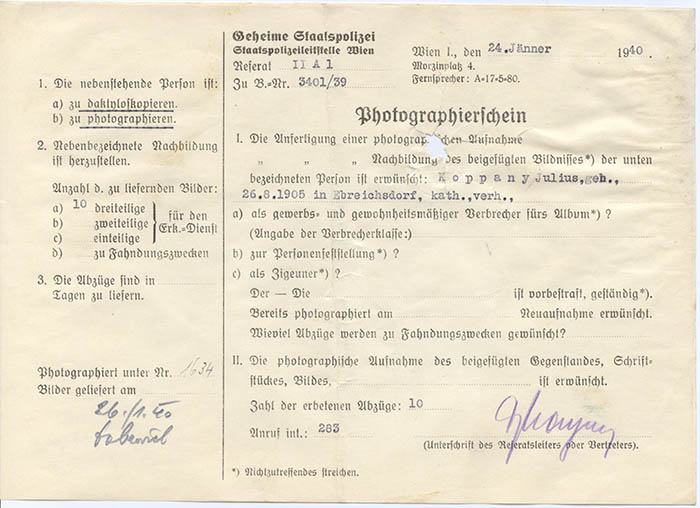 Geheime Staatspolizei
Staatspolizeileitstelle Wien
Referat II A 1
Zu B.=Nr. 3401/39
Wien I., den 24.Jänner 1940
Morzinplatz 4.
Fernsprecher: A=17=5=80.
1. Die nebenstehende Person ist:
a) zu daktyloskopieren.
b) zu photographieren.
2. Nebenbezeichnete Nachbildung
ist herzustellen.
Anzahl d. zu liefernden Bilder:
a) 10 dreiteilige
b) zweiteilige
c) einteilige
für den
Erk.=Dienst
d) zu Fahndungszwecken
3. Die Abzüge sind in
Tagen zu liefern.
Photographiert unter Nr. 1634
Bilder geliefert am
26./1.40
Photographierschein
I. Die Anfertigung einer photographischen Aufnahme
„ „ „ Nachbildung des beigefügten Bildnisses*) der unten
bezeichneten Person ist erwünscht: K o p p a n y Julius,geb.,
26.8.1905 in Ebreichsdorf, kath.,verh.,
a) als gewerbs= und gewohnheitsmäßiger Verbrecher fürs Album*) ?
(Angabe der Verbrecherklasse:)
b) zur Personenfeststellung*) ?
c) als Zigeuner*) ?
Der — Die ist vorbestraft, geständig*).
Bereits photographiert am Neuaufnahme erwünscht.
Wieviel Abzüge werden zu Fahndungszwecken gewünscht?
II. Die photographische Aufnahme des beigefügten Gegenstandes, Schrift=
stückes, Bildes, ist erwünscht.
Zahl der erbetenen Abzüge: 10
Anruf int.: 283
(Unterschrift des Referatsleiters oder Vertreters).
*) Nichtzutreffendes streichen.